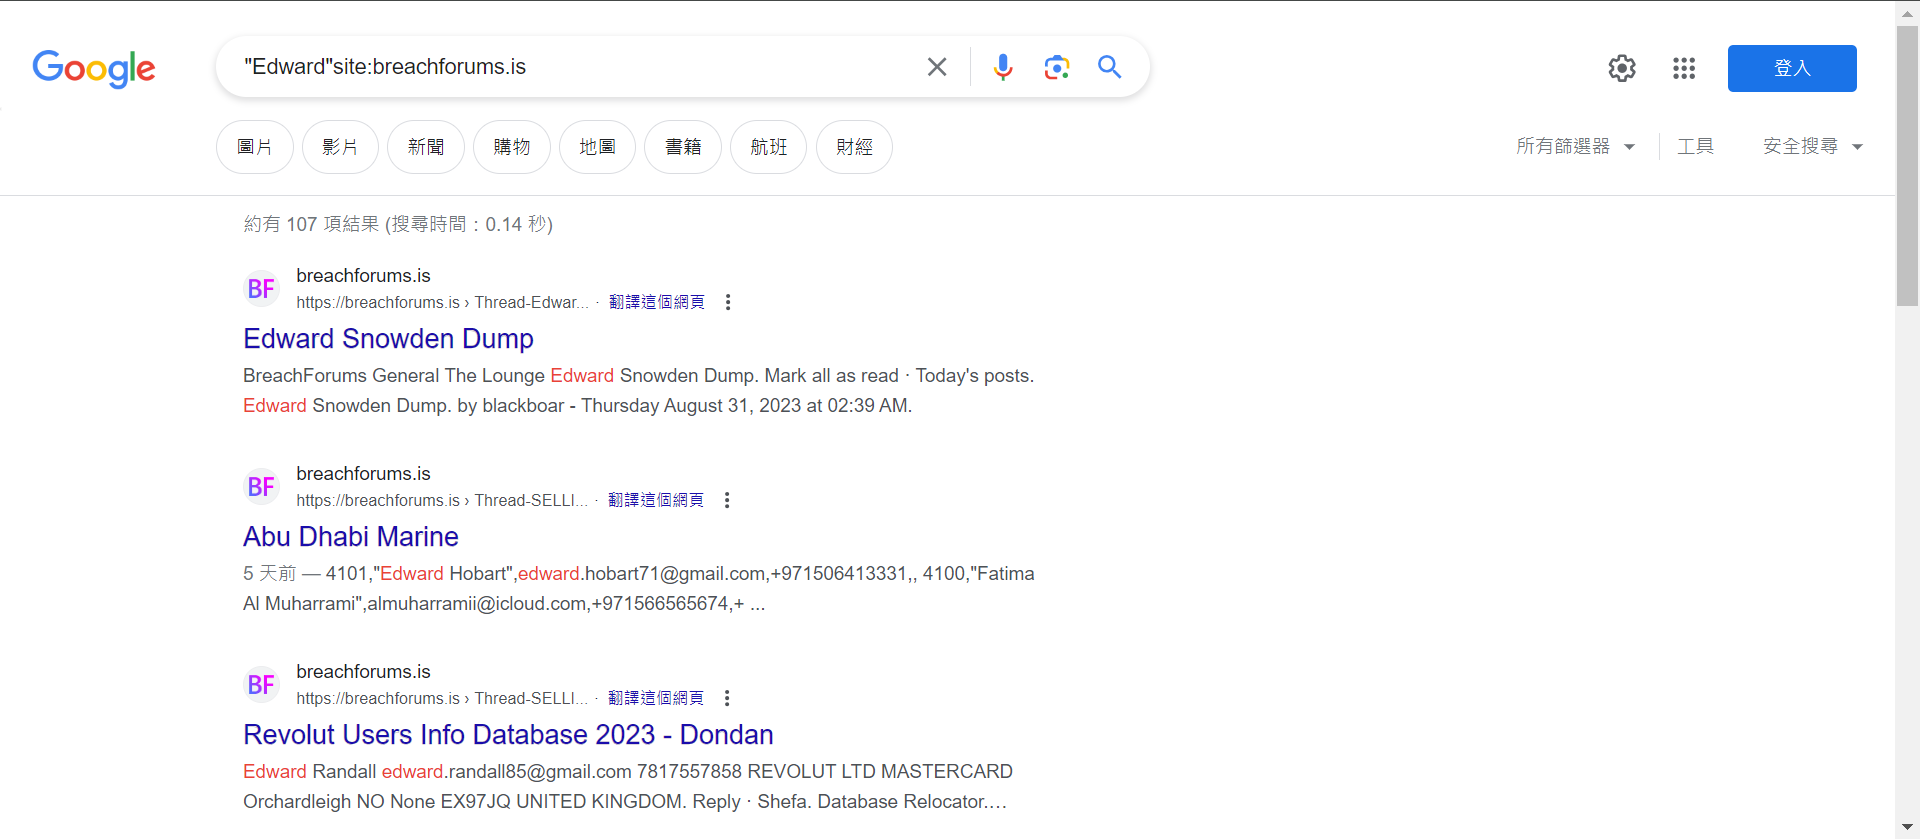 Google
"Edward"site:breachforums.is
登入
圖片 影片 新聞 購物 地圖 書籍 航班 財經
所有篩選器 工具 安全搜尋
約有 107 項結果 (搜尋時間：0.14 秒)
BF
breachforums.is
https://breachforums.is › Thread-Edwar... · 翻譯這個網頁
Edward Snowden Dump
BreachForums General The Lounge Edward Snowden Dump. Mark all as read · Today's posts.
Edward Snowden Dump. by blackboar - Thursday August 31, 2023 at 02:39 AM.
BF
breachforums.is
https://breachforums.is › Thread-SELLI... · 翻譯這個網頁
Abu Dhabi Marine
5 天前 — 4101,"Edward Hobart",edward.hobart71@gmail.com,+971506413331,, 4100,"Fatima
Al Muharrami",almuharramii@icloud.com,+971566565674,+ ...
BF
breachforums.is
https://breachforums.is › Thread-SELLI... · 翻譯這個網頁
Revolut Users Info Database 2023 - Dondan
Edward Randall edward.randall85@gmail.com 7817557858 REVOLUT LTD MASTERCARD
Orchardleigh NO None EX97JQ UNITED KINGDOM. Reply · Shefa. Database Relocator.…